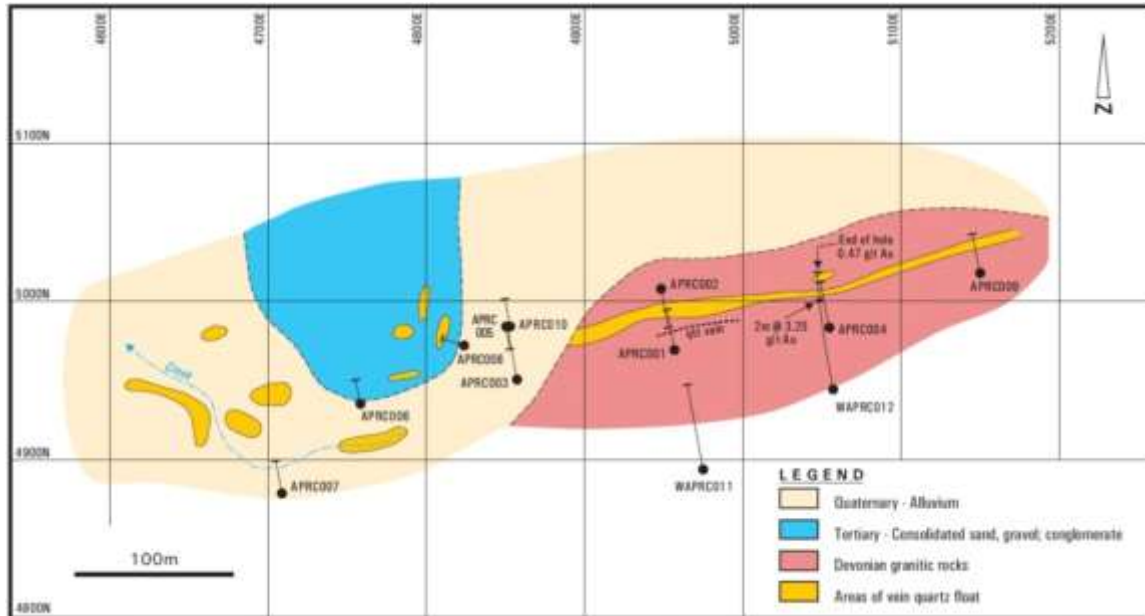 4600E
4700E
4800E
4900E
5000E
5100E
5200E
N
5100N
End of hole
0.47 g/t Au
APRC002
APRC009
5000N
APRC
005
APRC010
qtz vein
2m @ 3.25
g/t Au
APRC004
APRC008
APRC001
APRC003
Creek
APRC006
WAPRC012
4900N
WAPRC011
APRC007
LEGEND
Quaternary - Alluvium
Tertiary - Consolidated sand, gravel; conglomerate
100m
Devonian granitic rocks
Areas of vein quartz float
4800N